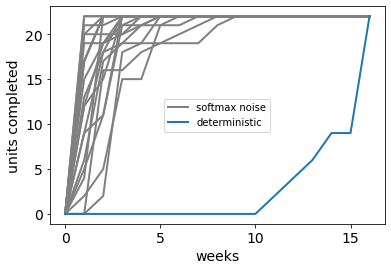 units completed
20
15
10
5
0
softmax noise
deterministic
0
5
10
15
weeks